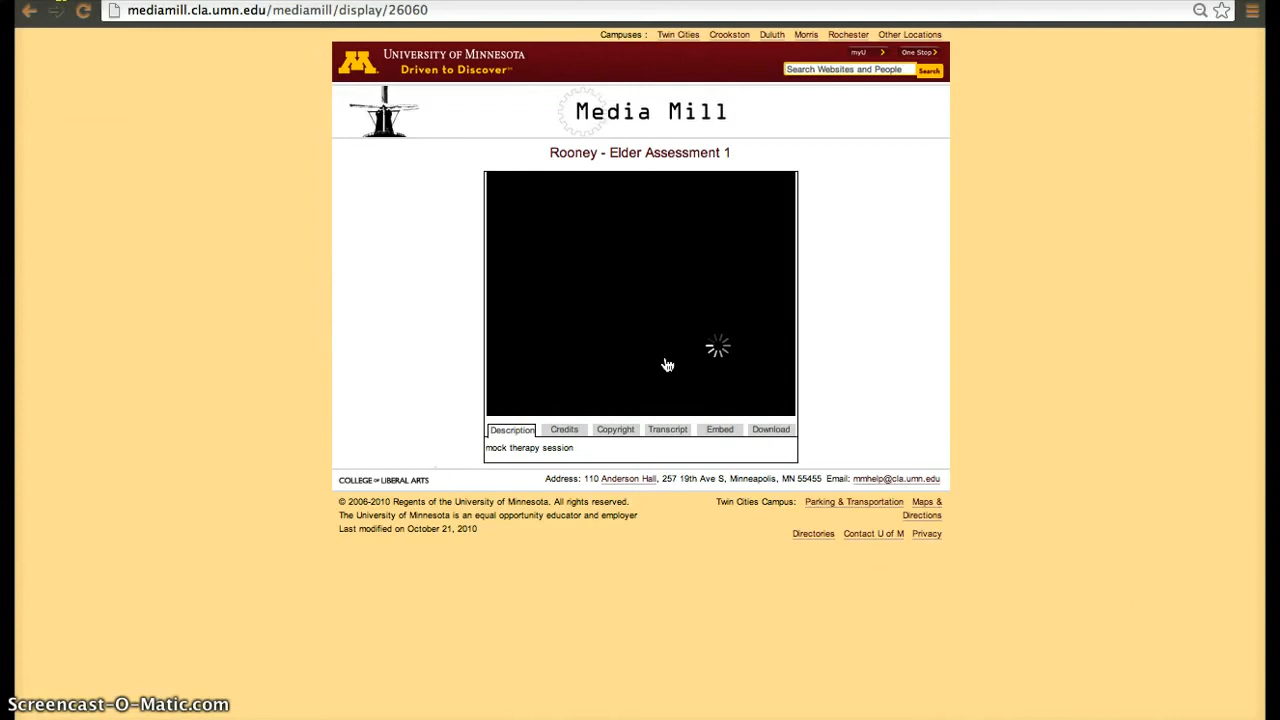 mediamill.cla.umn.edu/mediamill/display/26060
Campuses : Twin Cities Crookston Duluth Morris Rochester Other Locations
UNIVERSITY OF MINNESOTA
Driven to Discover℠
myU
One Stop
Search Websites and People
Search
Media Mill
Rooney - Elder Assessment 1
Description Credits Copyright Transcript Embed Download
mock therapy session
COLLEGE OF LIBERAL ARTS
Address: 110 Anderson Hall, 257 19th Ave S, Minneapolis, MN 55455 Email: mmhelp@cla.umn.edu
© 2006-2010 Regents of the University of Minnesota. All rights reserved.
The University of Minnesota is an equal opportunity educator and employer
Last modified on October 21, 2010
Twin Cities Campus: Parking & Transportation Maps &
Directions
Directories Contact U of M Privacy
Screencast-O-Matic.com